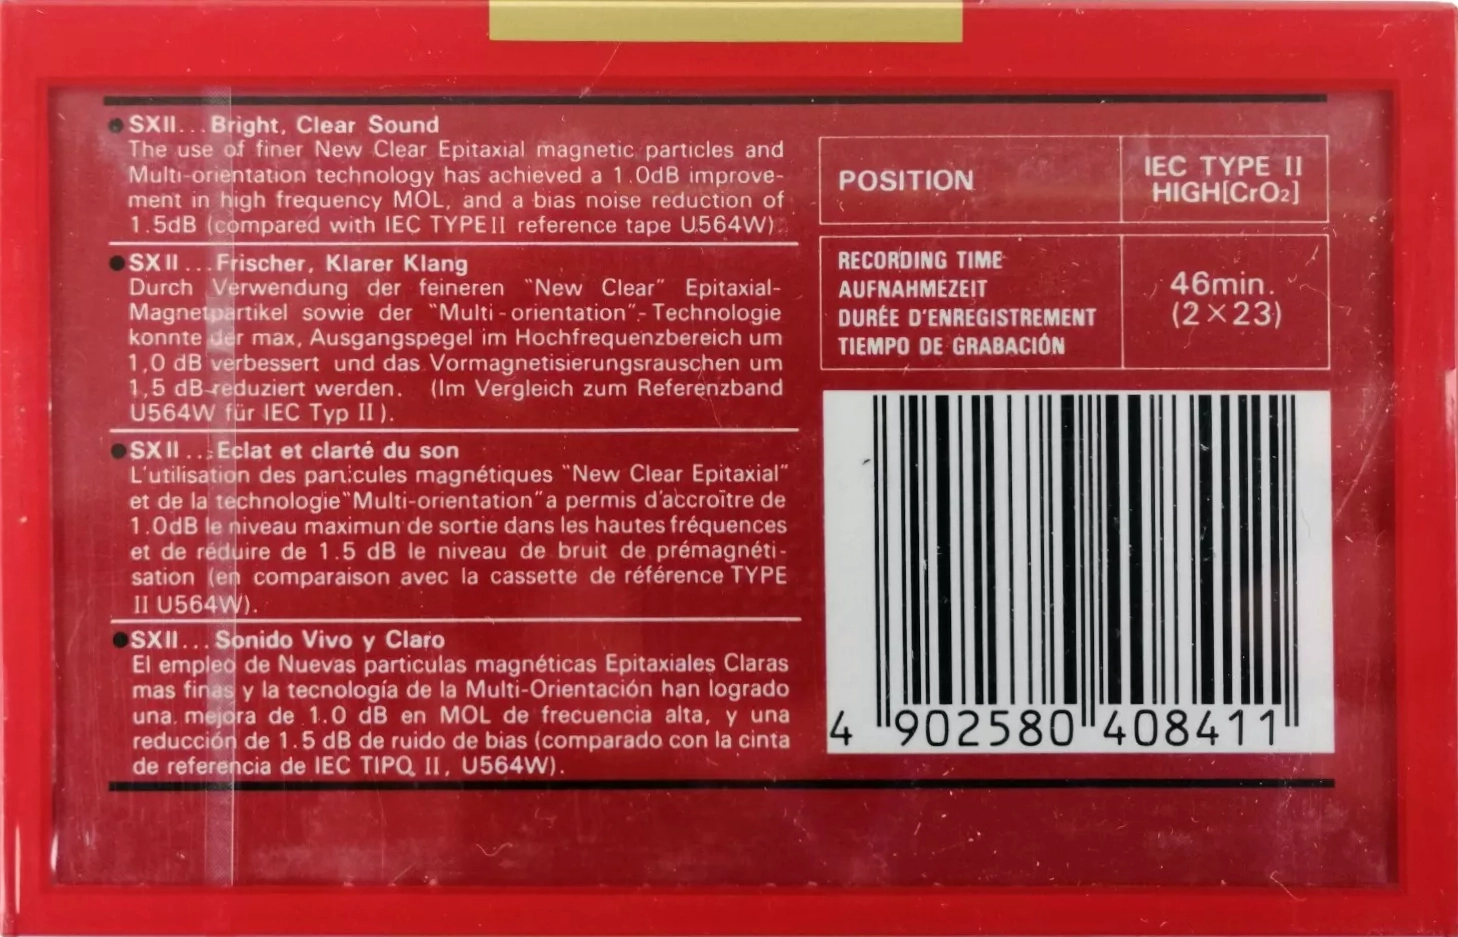 SXII... Bright, Clear Sound
The use of finer New Clear Epitaxial magnetic particles and
Multi-orientation technology has achieved a 1.0dB improve-
ment in high frequency MOL, and a bias noise reduction of
1.5dB (compared with IEC TYPE II reference tape U564W).
SXII... Frischer, Klarer Klang
Durch Verwendung der feineren "New Clear" Epitaxial-
Magnetpartikel sowie der "Multi-orientation"-Technologie
konnte der max, Ausgangspegel im Hochfrequenzbereich um
1,0 dB verbessert und das Vormagnetisierungsrauschen um
1,5 dB reduziert werden. (Im Vergleich zum Referenzband
U564W für IEC Typ II).
SXII... Eclat et clarté du son
L'utilisation des particules magnétiques "New Clear Epitaxial"
et de la technologie "Multi-orientation" a permis d'accroître de
1.0dB le niveau maximun de sortie dans les hautes fréquences
et de réduire de 1.5 dB le niveau de bruit de prémagnéti-
sation (en comparaison avec la cassette de référence TYPE
II U564W).
SXII... Sonido Vivo y Claro
El empleo de Nuevas particulas magnéticas Epitaxiales Claras
mas finas y la tecnología de la Multi-Orientación han logrado
una mejora de 1.0 dB en MOL de frecuencia alta, y una
reducción de 1.5 dB de ruido de bias (comparado con la cinta
de referencia de IEC TIPO II, U564W).
POSITION
IEC TYPE II
HIGH[CrO2]
RECORDING TIME
AUFNAHMEZEIT
DURÉE D'ENREGISTREMENT
TIEMPO DE GRABACIÓN
46min.
(2×23)
4 902580 408411